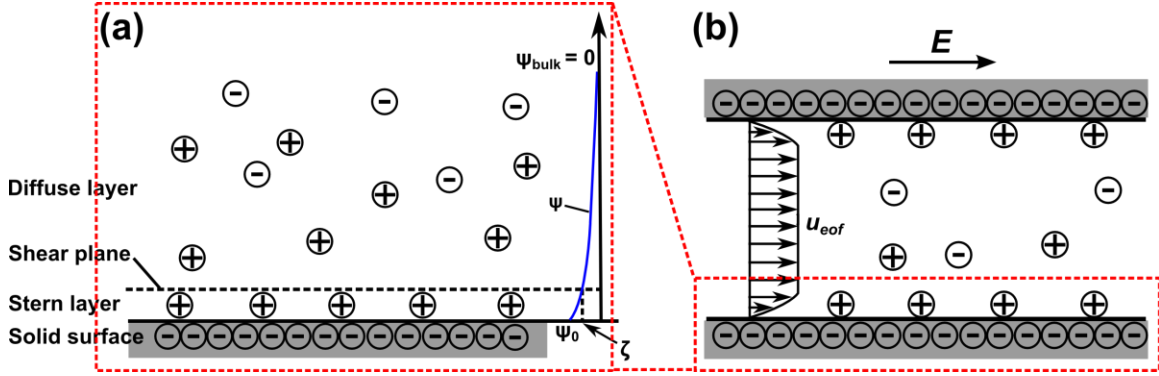 (a)
Ψbulk = 0
Diffuse layer
Ψ
Shear plane
Stern layer
Solid surface
Ψ0
ζ
(b)
E
ueof